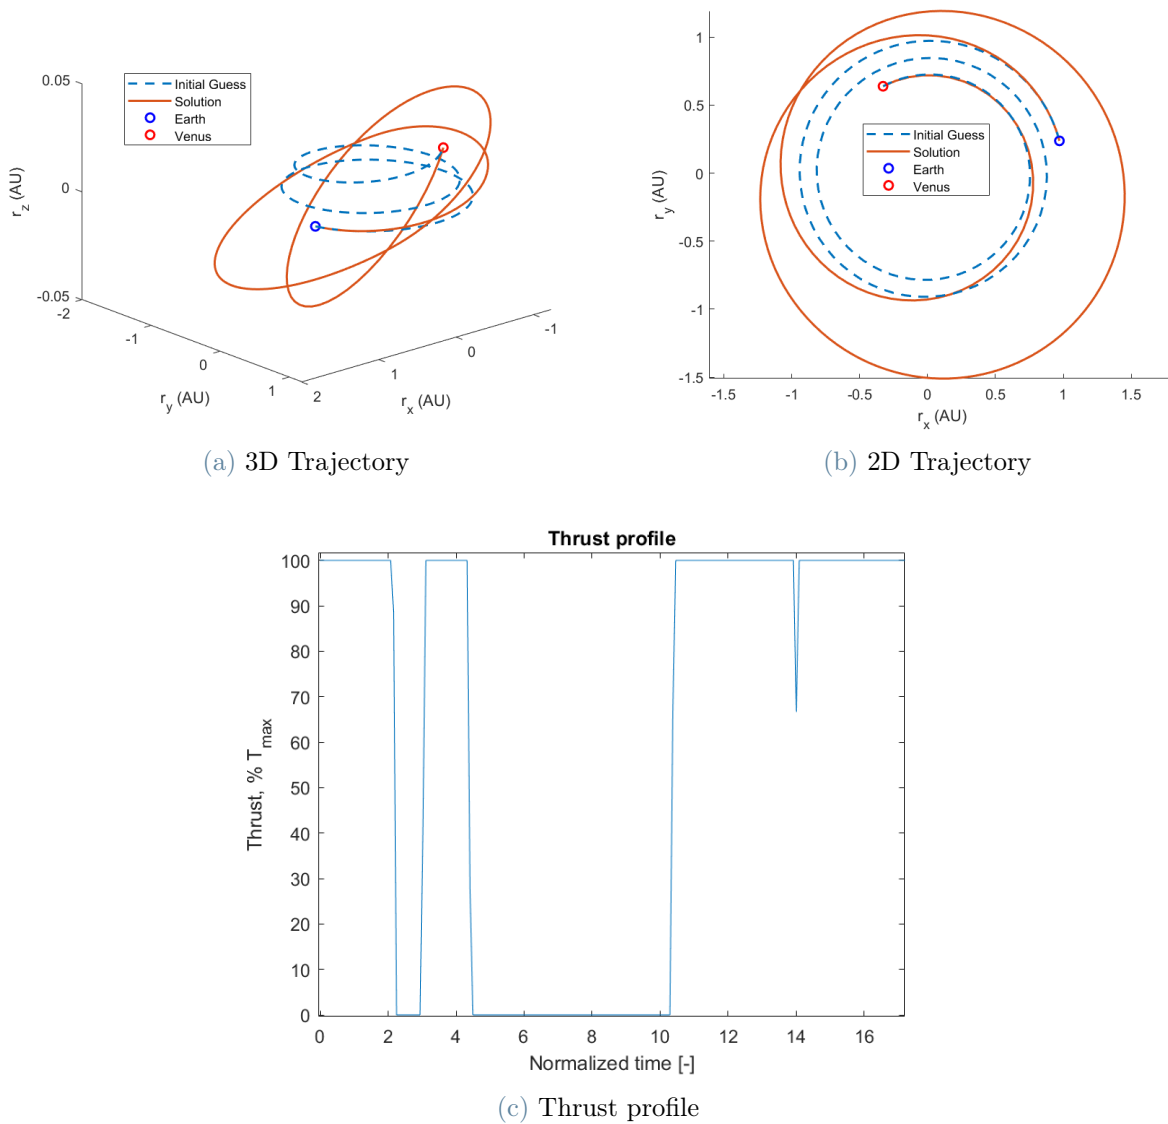 0.05
0
-0.05
r_z (AU)
Initial Guess
Solution
Earth
Venus
-2
-1
0
1
r_y (AU)
2
1
0
-1
r_x (AU)
(a) 3D Trajectory
1
0.5
0
-0.5
-1
-1.5
r_y (AU)
Initial Guess
Solution
Earth
Venus
-1.5 -1 -0.5 0 0.5 1 1.5
r_x (AU)
(b) 2D Trajectory
Thrust profile
100
90
80
70
60
50
40
30
20
10
0
Thrust, % T_max
0 2 4 6 8 10 12 14 16
Normalized time [-]
(c) Thrust profile